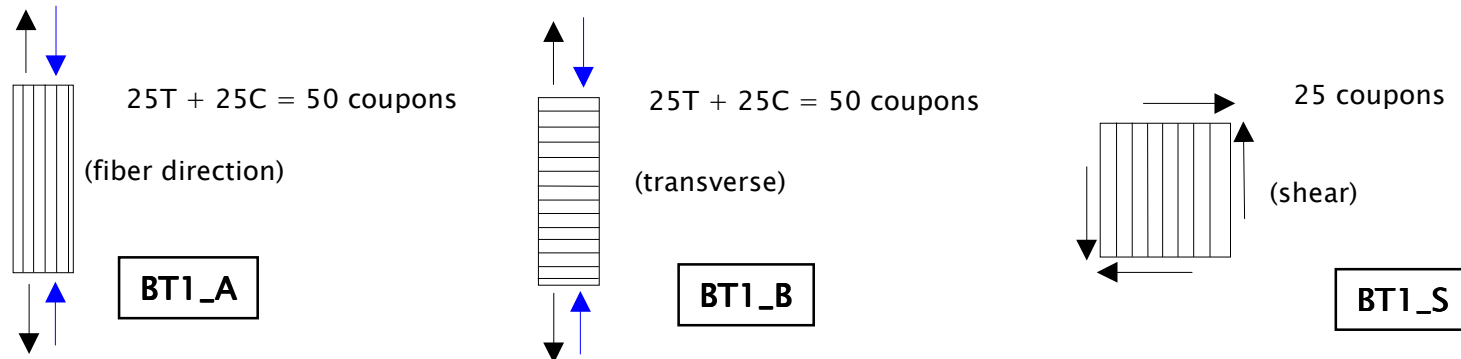 25T + 25C = 50 coupons
(fiber direction)
BT1_A
25T + 25C = 50 coupons
(transverse)
BT1_B
25 coupons
(shear)
BT1_S